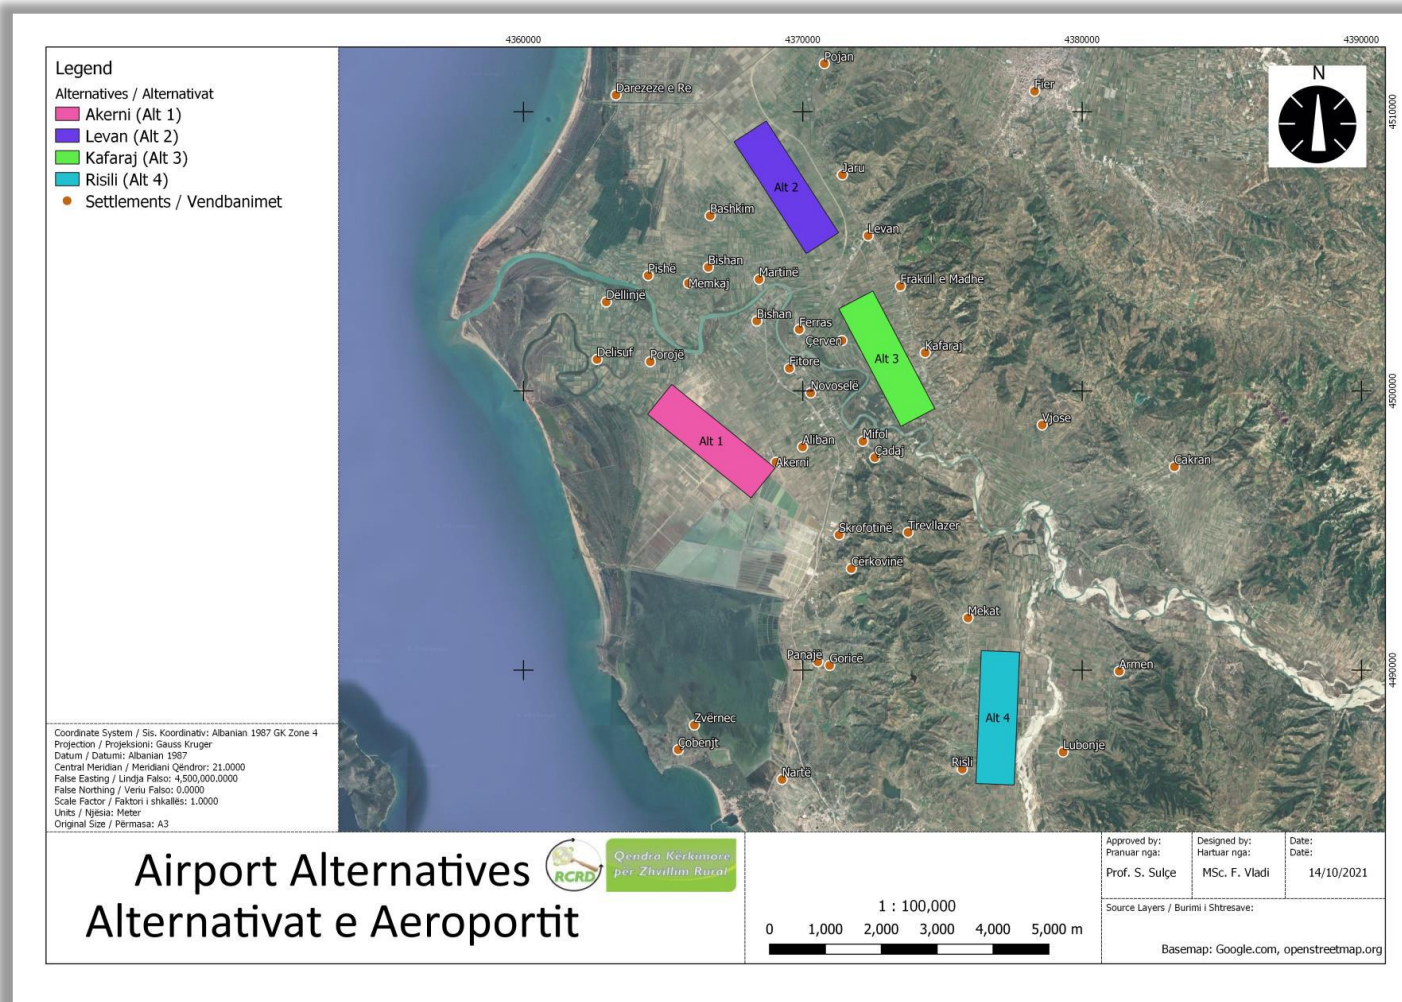 4360000
4370000
4380000
4390000
Legend
Alternatives / Alternativat
Akerni (Alt 1)
Levan (Alt 2)
Kafaraj (Alt 3)
Risili (Alt 4)
Settlements / Vendbanimet
N
4510000
4500000
4490000
Pojan
Darezeze e Re
Fier
Jaru
Alt 2
Bashkim
Levan
Bishan
Pishë
Memkaj
Martinë
Frakull e Madhe
Dëllinjë
Bishan
Ferras
Çerven
Kafaraj
Delisuf
Porojë
Fitore
Alt 3
Novoselë
Vjose
Alt 1
Aliban
Mifol
Cadaj
Akerni
Cakran
Skrofotinë
Trevllazer
Cërkovinë
Mekat
Panajë
Goricë
Armen
Zvërnec
Alt 4
Cobenjt
Lubonje
Risli
Nartë
Coordinate System / Sis. Koordinativ: Albanian 1987 GK Zone 4
Projection / Projeksioni: Gauss Kruger
Datum / Datumi: Albanian 1987
Central Meridian / Meridiani Qëndror: 21.0000
False Easting / Lindja Falso: 4,500,000.0000
False Northing / Veriu Falso: 0.0000
Scale Factor / Faktori i shkallës: 1.0000
Units / Njësia: Meter
Original Size / Përmasa: A3
Airport Alternatives
Alternativat e Aeroportit
RCRD
Qendra Kërkimore
për Zhvillim Rural
1 : 100,000
0 1,000 2,000 3,000 4,000 5,000 m
Approved by:
Pranuar nga:
Prof. S. Sulçe
Designed by:
Hartuar nga:
MSc. F. Vladi
Date:
Datë:
14/10/2021
Source Layers / Burimi i Shtresave:
Basemap: Google.com, openstreetmap.org